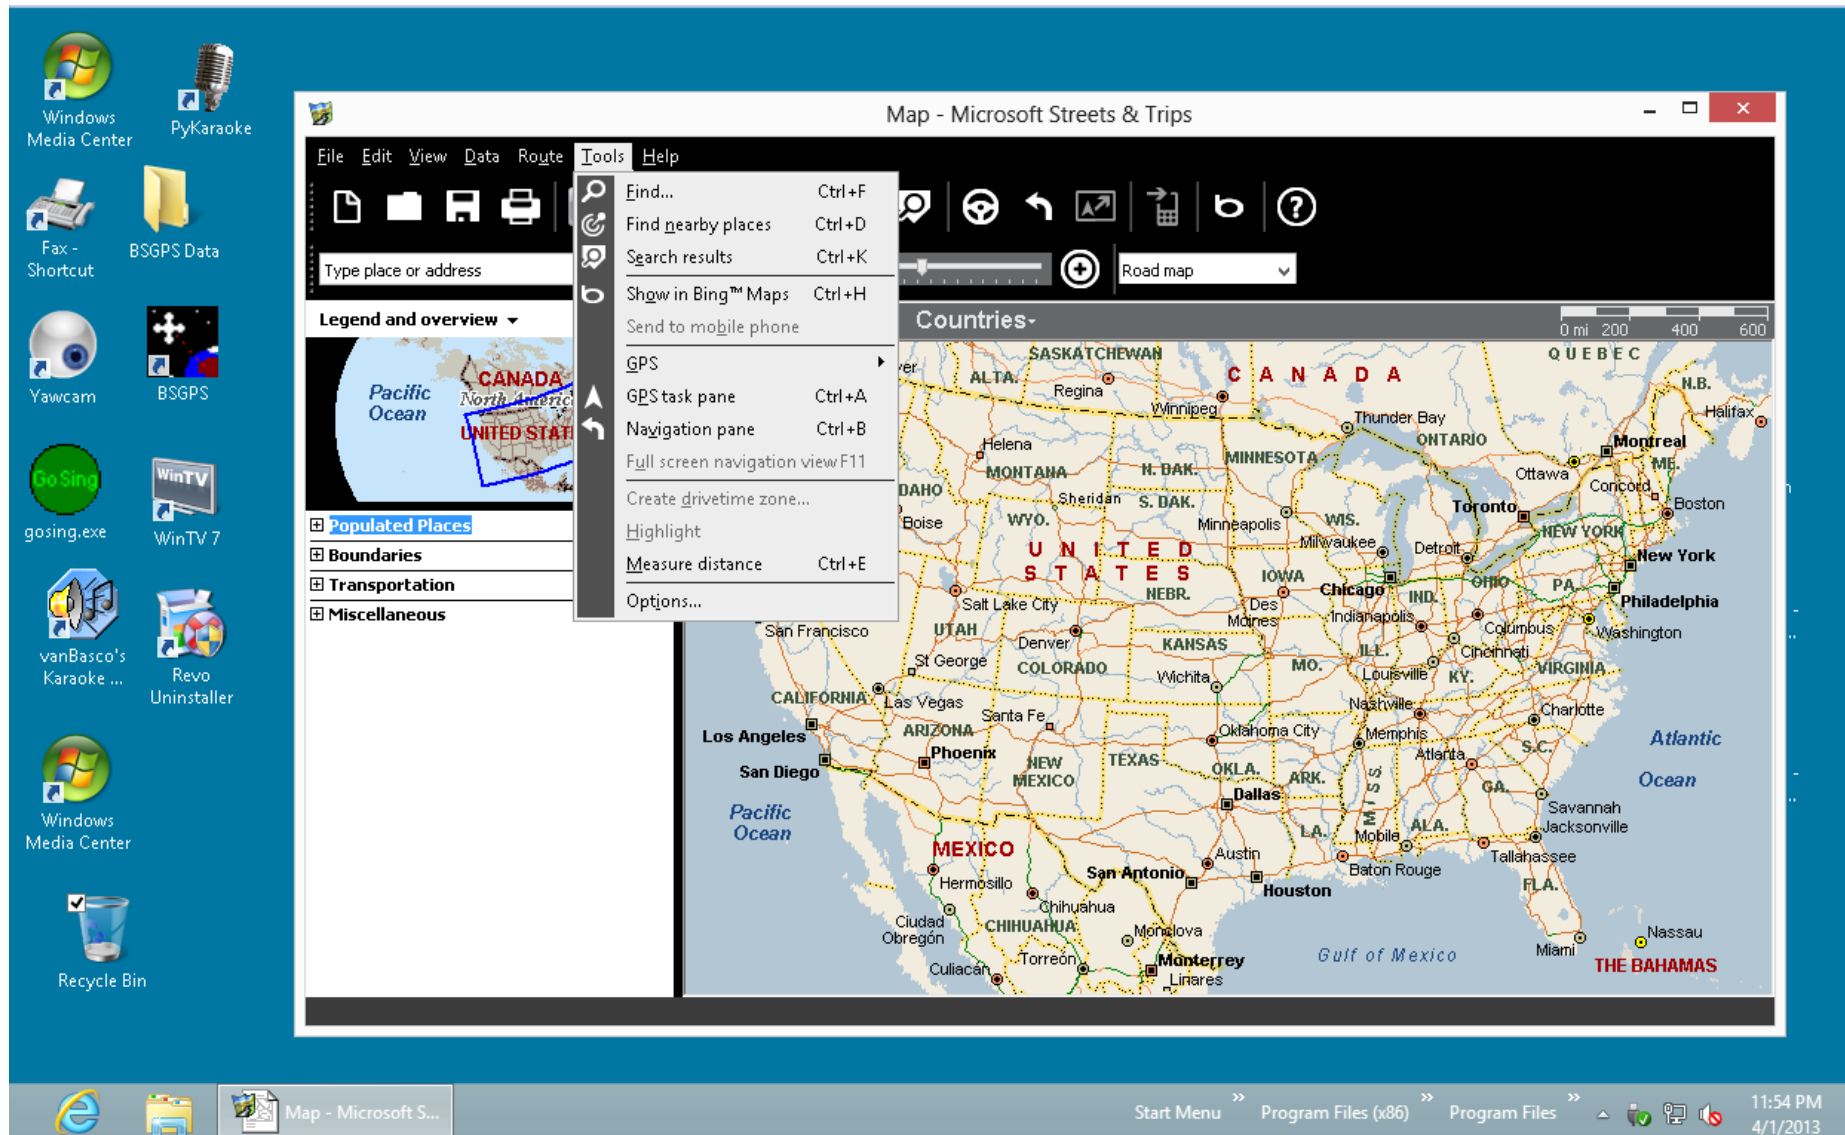 Windows
Media Center
PyKaraoke
Fax -
Shortcut
BSGPS Data
Yawcam
BSGPS
GoSing
gosing.exe
WinTV
WinTV 7
vanBasco's
Karaoke ...
Revo
Uninstaller
Windows
Media Center
Recycle Bin
Map - Microsoft Streets & Trips
File Edit View Data Route Tools Help
Type place or address
Road map
Find... Ctrl+F
Find nearby places Ctrl+D
Search results Ctrl+K
Show in Bing™ Maps Ctrl+H
Send to mobile phone
GPS
GPS task pane Ctrl+A
Navigation pane Ctrl+B
Full screen navigation view F11
Create drivetime zone...
Highlight
Measure distance Ctrl+E
Options...
Legend and overview
Pacific
Ocean
CANADA
North Americ
UNITED STAT
Populated Places
Boundaries
Transportation
Miscellaneous
Countries-
0 mi 200 400 600
SASKATCHEWAN
QUEBEC
ver
ALTA.
CANADA
Regina
N.B.
Winnipeg
Halifax
Thunder Bay
Helena
ONTARIO
Montreal
MONTANA
N. DAK.
MINNESOTA
Ottawa
ME.
DAHO
Sheridan
S. DAK.
Concord
Boston
Boise
WYO.
Minneapolis
WIS.
Toronto
NEW YORK
UNITED
STATES
Milwaukee
Detroit
New York
IOWA
Chicago
OHIO
PA.
Salt Lake City
NEBR.
Des
Moines
IND.
Philadelphia
San Francisco
UTAH
Denver
KANSAS
Indianapolis
Columbus
Washington
St George
COLORADO
Wichita
MO.
ILL.
Louisville
KY.
Cincinnati
VIRGINIA
CALIFORNIA
Las Vegas
Santa Fe
Nashville
Charlotte
Los Angeles
ARIZONA
Oklahoma City
Memphis
Atlanta
S.C.
Atlantic
Ocean
San Diego
Phoenix
NEW
MEXICO
TEXAS
OKLA.
ARK.
MISS
GA.
Dallas
Savannah
Pacific
Ocean
LA.
Mobile
ALA.
Jacksonville
MEXICO
Austin
Tallahassee
Hermosillo
San Antonio
Houston
Baton Rouge
FLA.
Chihuahua
Ciudad
Obregón
CHIHUAHUA
Monclova
Gulf of Mexico
Miami
Nassau
Culiacán
Torreón
Monterrey
THE BAHAMAS
Linares
Map - Microsoft S...
Start Menu » Program Files (x86) » Program Files »
11:54 PM
4/1/2013